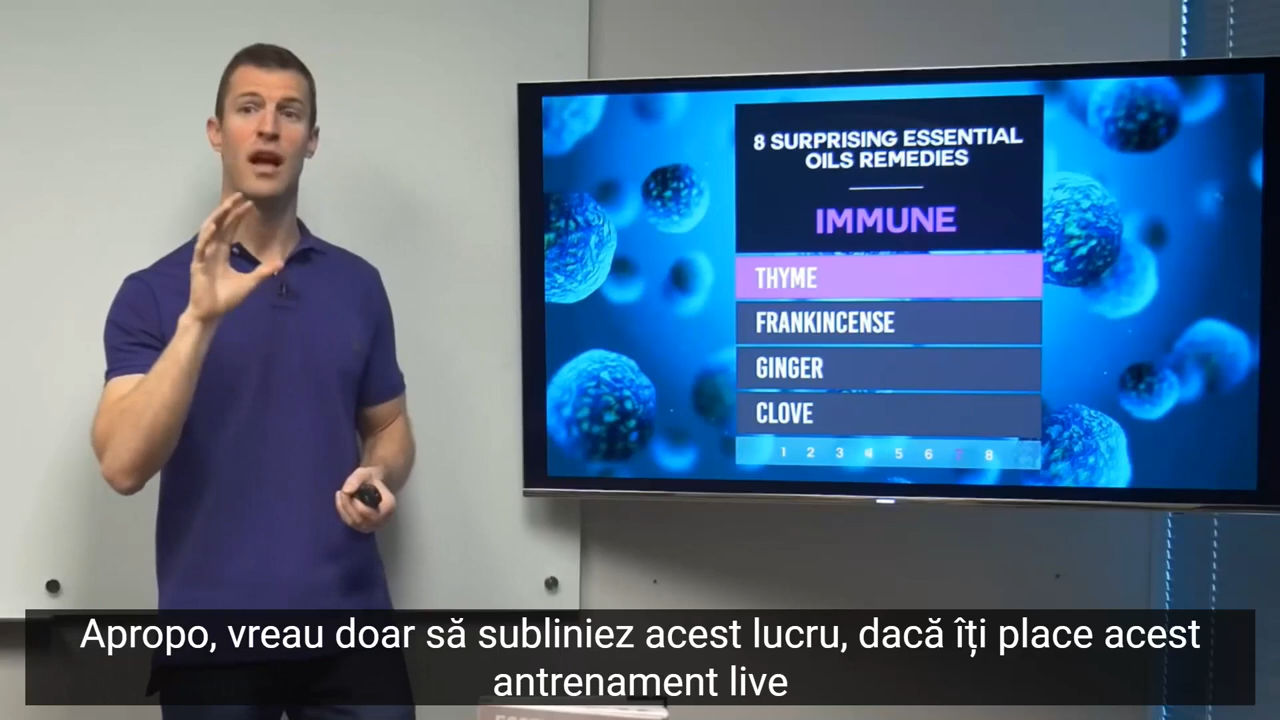 8 SURPRISING ESSENTIAL
OILS REMEDIES
IMMUNE
THYME
FRANKINCENSE
GINGER
CLOVE
1 2 3 4 5 6 7 8
Apropo, vreau doar să subliniez acest lucru, dacă îți place acest
antrenament live